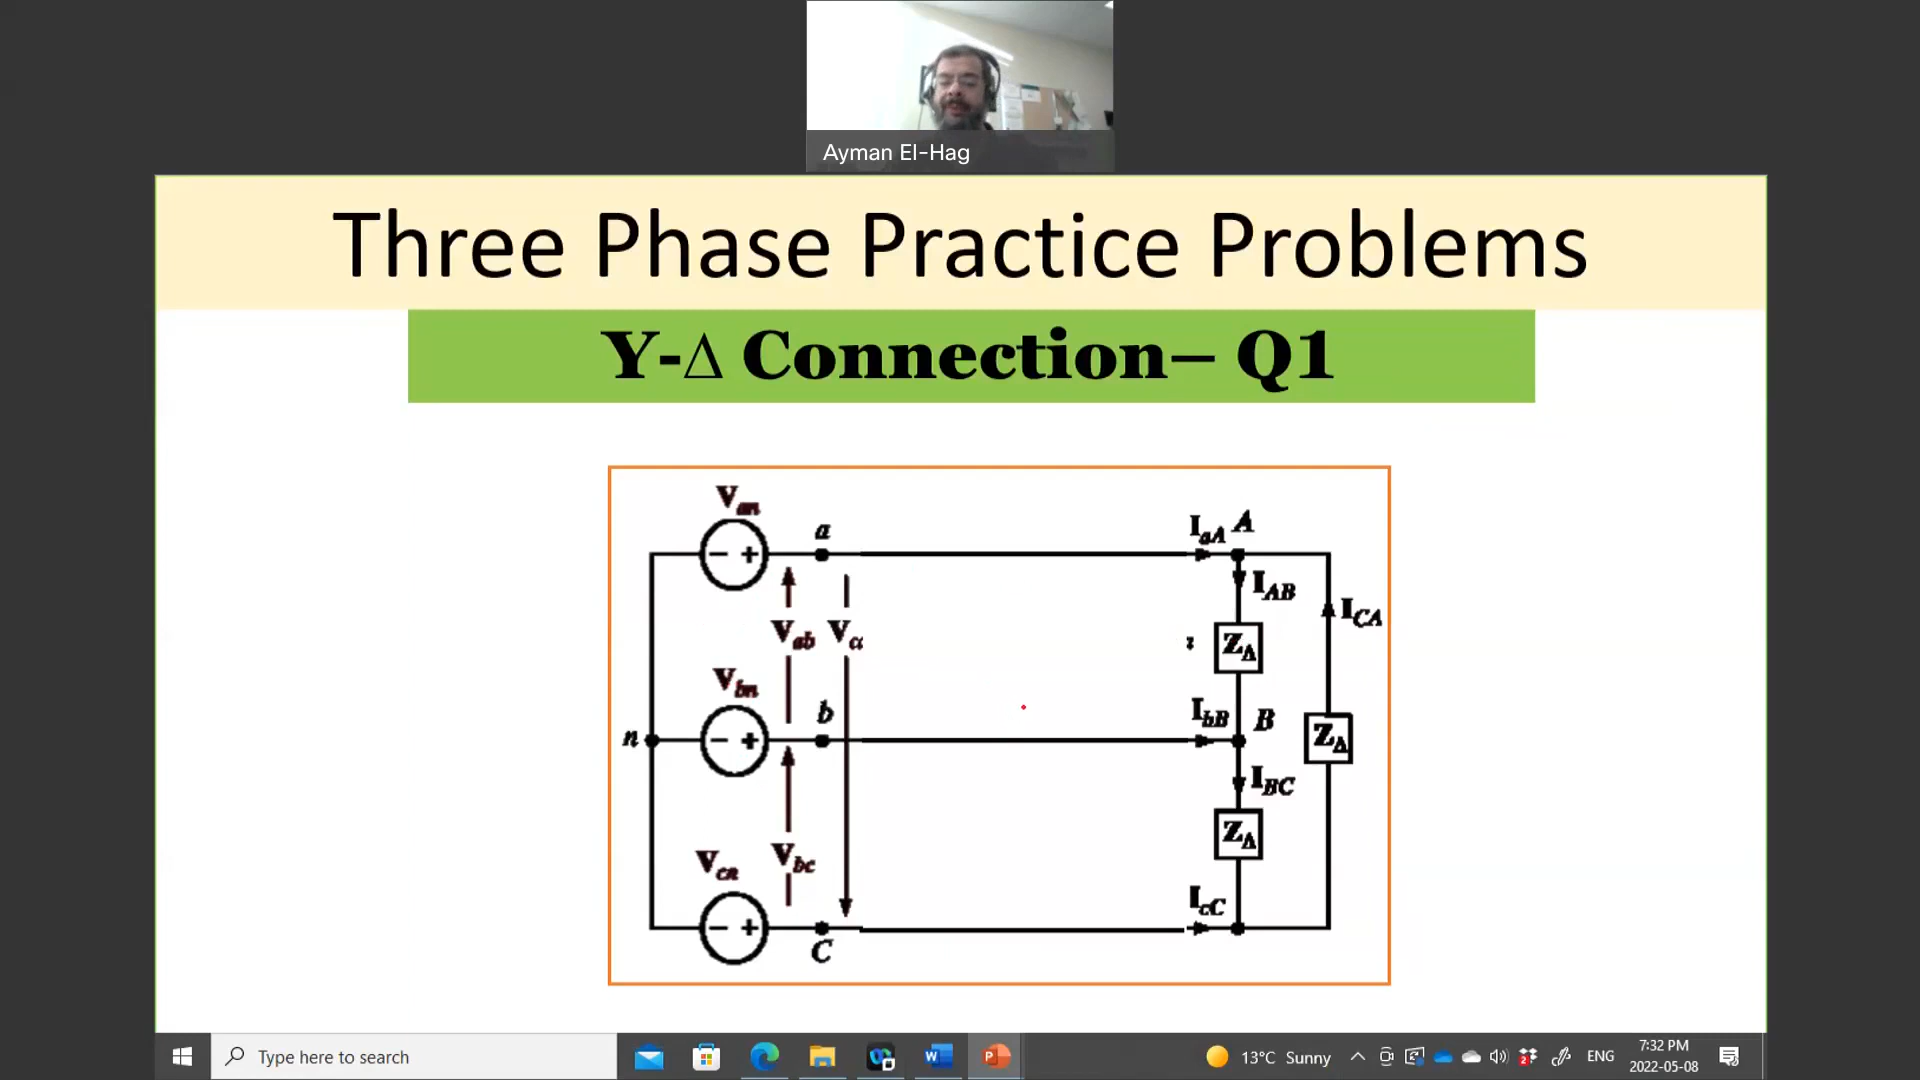 Ayman El-Hag
Three Phase Practice Problems
Y-Δ Connection– Q1
Van
a
IaA A
IAB
ICA
Vab Vc
ZΔ
Vbn
b
IbB B
n
ZΔ
IBC
ZΔ
Vcn
Vbc
IcC
C
Type here to search
13°C Sunny
ENG
7:32 PM
2022-05-08